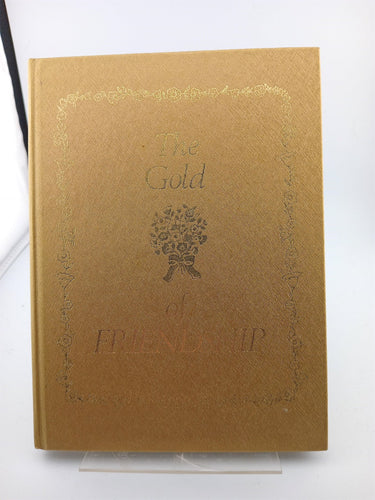 The
Gold
of
FRIENDSHIP